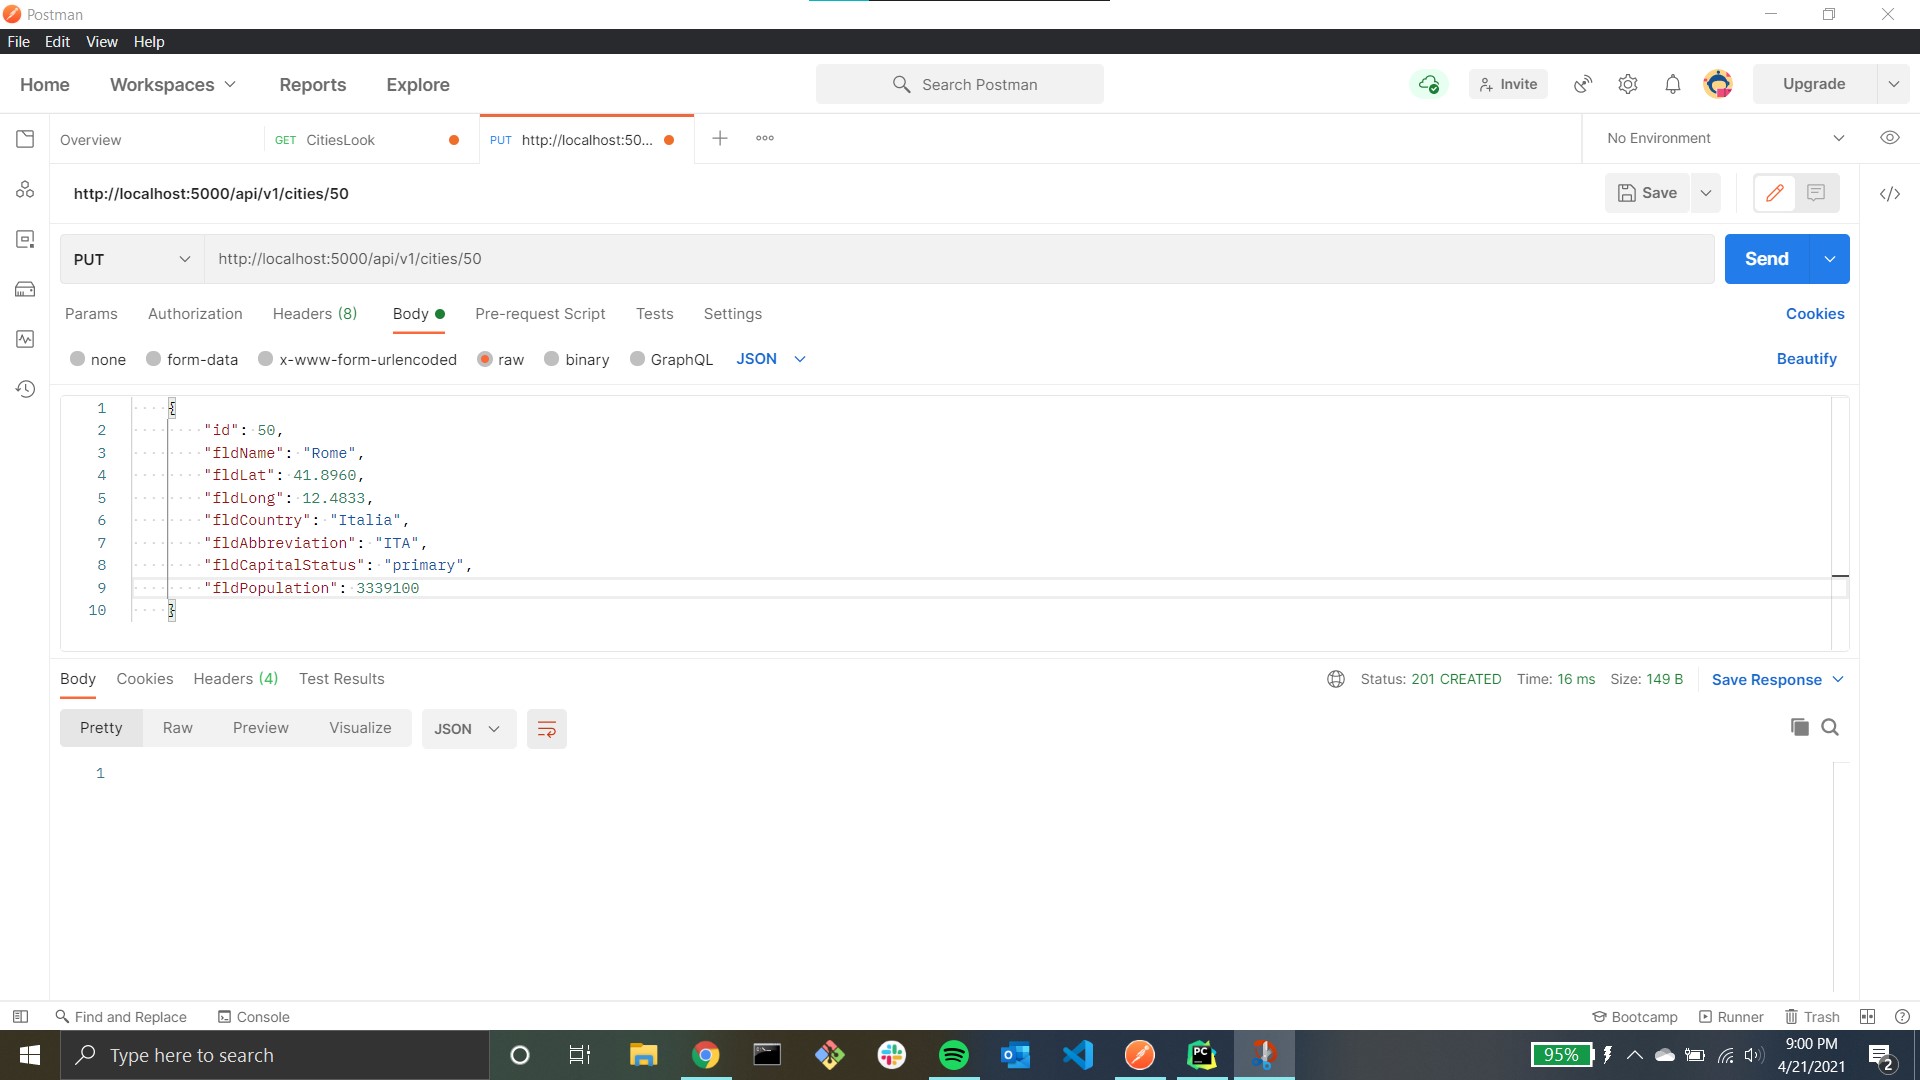 Postman
File Edit View Help
Home Workspaces Reports Explore Search Postman Invite Upgrade
Overview GET CitiesLook PUT http://localhost:50... No Environment
http://localhost:5000/api/v1/cities/50 Save
PUT http://localhost:5000/api/v1/cities/50 Send
Params Authorization Headers (8) Body Pre-request Script Tests Settings Cookies
none form-data x-www-form-urlencoded raw binary GraphQL JSON Beautify
1 {
2 "id": 50,
3 "fldName": "Rome",
4 "fldLat": 41.8960,
5 "fldLong": 12.4833,
6 "fldCountry": "Italia",
7 "fldAbbreviation": "ITA",
8 "fldCapitalStatus": "primary",
9 "fldPopulation": 3339100
10 }
Body Cookies Headers (4) Test Results Status: 201 CREATED Time: 16 ms Size: 149 B Save Response
Pretty Raw Preview Visualize JSON
1
Find and Replace Console Bootcamp Runner Trash
Type here to search PC 95% 9:00 PM
4/21/2021 2